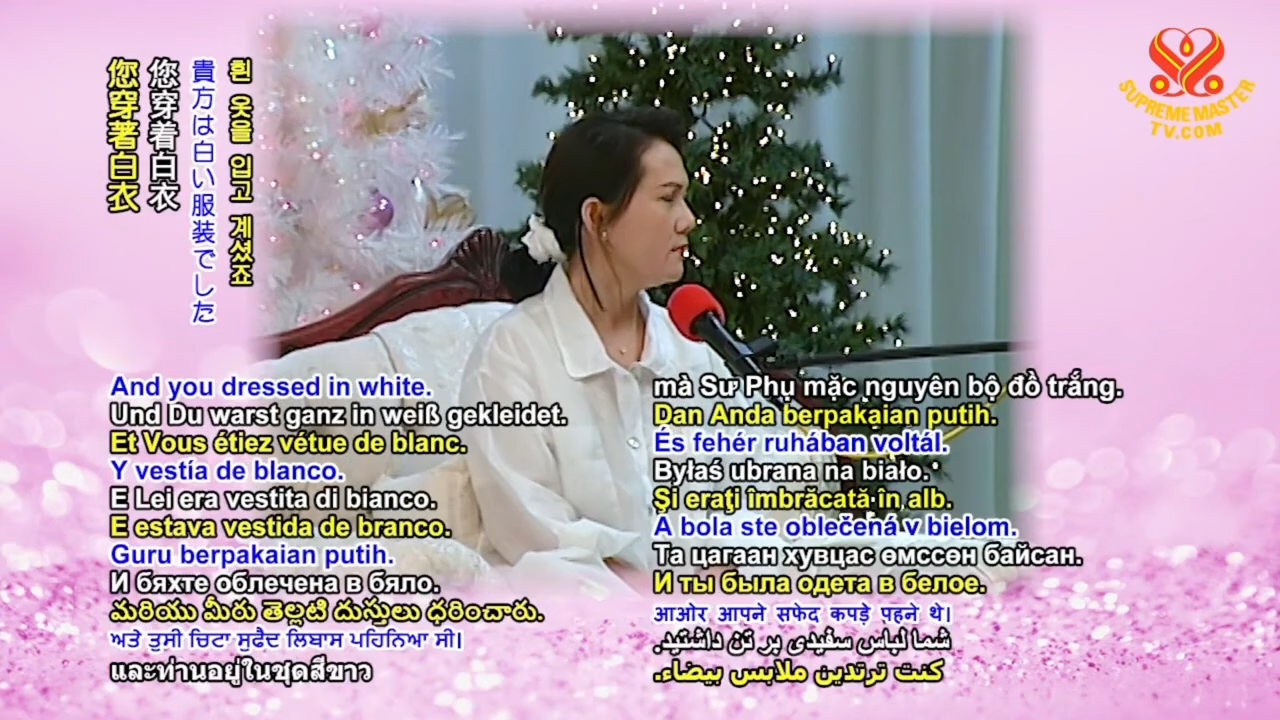 흰 옷을 입고 계셨죠
貴方は白い服装でした
您穿着白衣
您穿著白衣
SUPREME MASTER
TV.COM
And you dressed in white.
Und Du warst ganz in weiß gekleidet.
Et Vous étiez vétue de blanc.
Y vestía de blanco.
E Lei era vestita di bianco.
E estava vestida de branco.
Guru berpakaian putih.
И бяхте облечена в бяло.
మరియు మీరు తెల్లటి దుస్తులు ధరించారు.
ਅਤੇ ਤੁਸੀ ਚਿਟਾ ਸੁਫੈਦ ਲਿਬਾਸ ਪਹਿਨਿਆ ਸੀ।
และท่านอยู่ในชุดสีขาว
mà Sư Phụ mặc nguyên bộ đồ trắng.
Dan Anda berpakaian putih.
És fehér ruhában voltál.
Byłaś ubrana na biało.
Şi eraţi îmbrăcată în alb.
A bola ste oblečená v bielom.
Та цагаан хувцас өмссөн байсан.
И ты была одета в белое.
आओर आपने सफेद कपड़े पहने थे।
شما لباس سفیدی بر تن داشتید.
كنت ترتدين ملابس بيضاء.